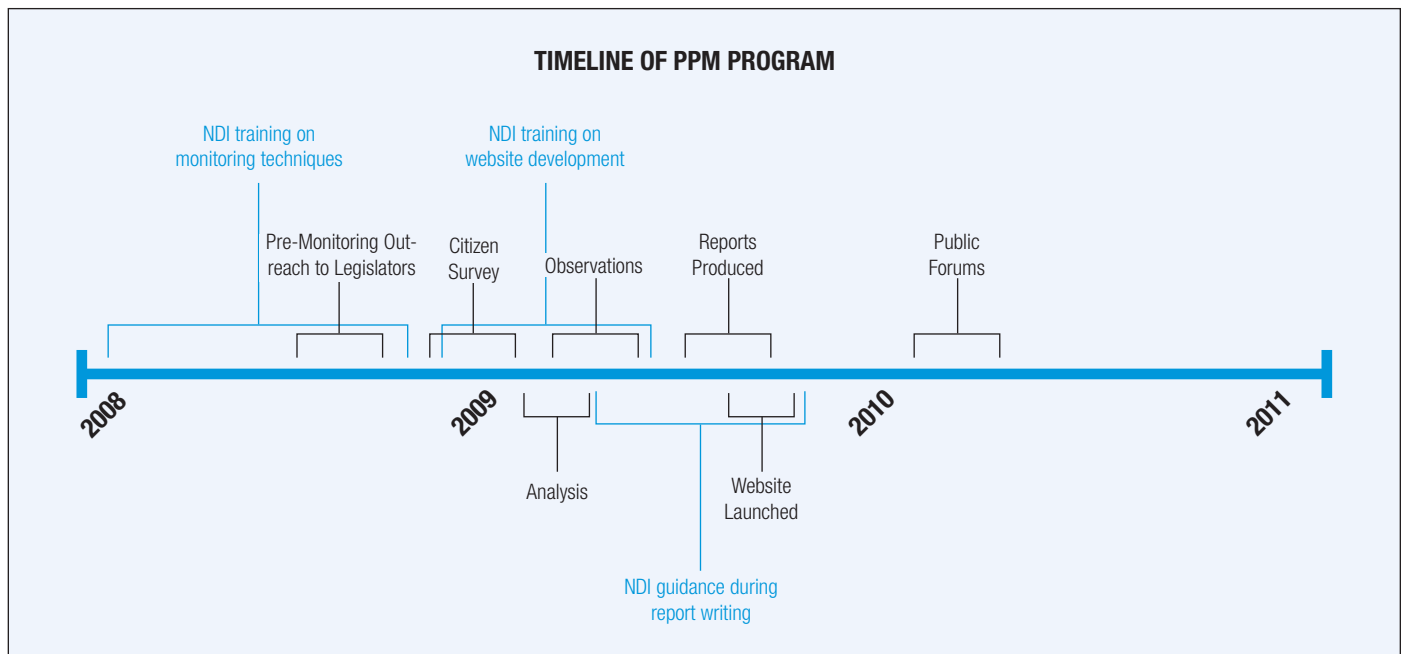 TIMELINE OF PPM PROGRAM
NDI training on
monitoring techniques
NDI training on
website development
Pre-Monitoring Out-
reach to Legislators
Citizen
Survey
Observations
Reports
Produced
Public
Forums
2008
2009
2010
2011
Analysis
Website
Launched
NDI guidance during
report writing